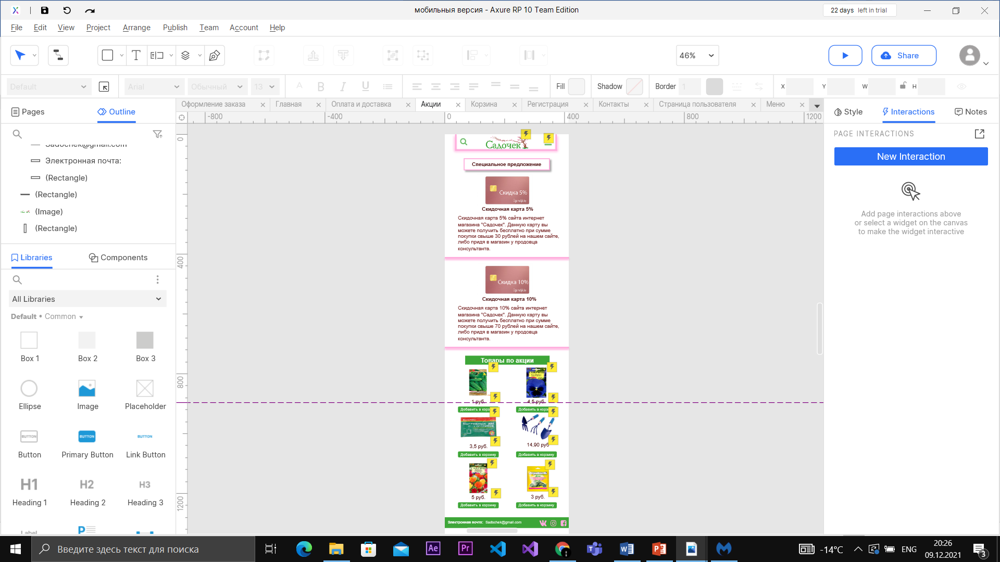 мобильныя версия - Axure RP 10 Team Edition
22 days left in trial
File Edit View Project Arrange Publish Team Account Help
46%
Share
Default
Arial
Обычный
13
Fill
Shadow
Border
1
X
Y
W
H
Pages
Outline
Оформление заказа
Главная
Оплата и доставка
Акции
Корзина
Регистрация
Контакты
Страница пользователя
Меню
Style
Interactions
Notes
-800
-400
0
400
800
1200
0
400
800
1200
Sadochek@gmail.com
Электронная почта:
(Rectangle)
(Rectangle)
(Image)
(Rectangle)
Libraries
Components
All Libraries
Default • Common
Box 1
Box 2
Box 3
Ellipse
Image
Placeholder
BUTTON
BUTTON
BUTTON
Button
Primary Button
Link Button
H1
H2
H3
Heading 1
Heading 2
Heading 3
Label
P
Садочек
Специальное предложение
Скидка 5%
Скидочная карта 5%
Скидочная карта 5% сайта интернет
магазина "Садочек". Данную карту вы
можете получить бесплатно при сумме
покупки свыше 30 рублей на нашем сайте,
либо придя в магазин у продовца
консультанта.
Скидка 10%
Скидочная карта 10%
Скидочная карта 10% сайта интернет
магазина "Садочек". Данную карту вы
можете получить бесплатно при сумме
покупки свыше 70 рублей на нашем сайте,
либо придя в магазин у продовца
консультанта.
Товары по акции
1 руб.
4,5 руб.
Добавить в корз
Добавить в корз
3,5 руб.
14,90 руб
Добавить в корзину
Добавить в корзину
5 руб.
3 руб.
Добавить в корзину
Добавить в корзину
Электронная почта: Sadochek@gmail.com
PAGE INTERACTIONS
New Interaction
Add page interactions above
or select a widget on the canvas
to make the widget interactive
Введите здесь текст для поиска
Ae
Pr
-14°C
ENG
20:26
09.12.2021
3